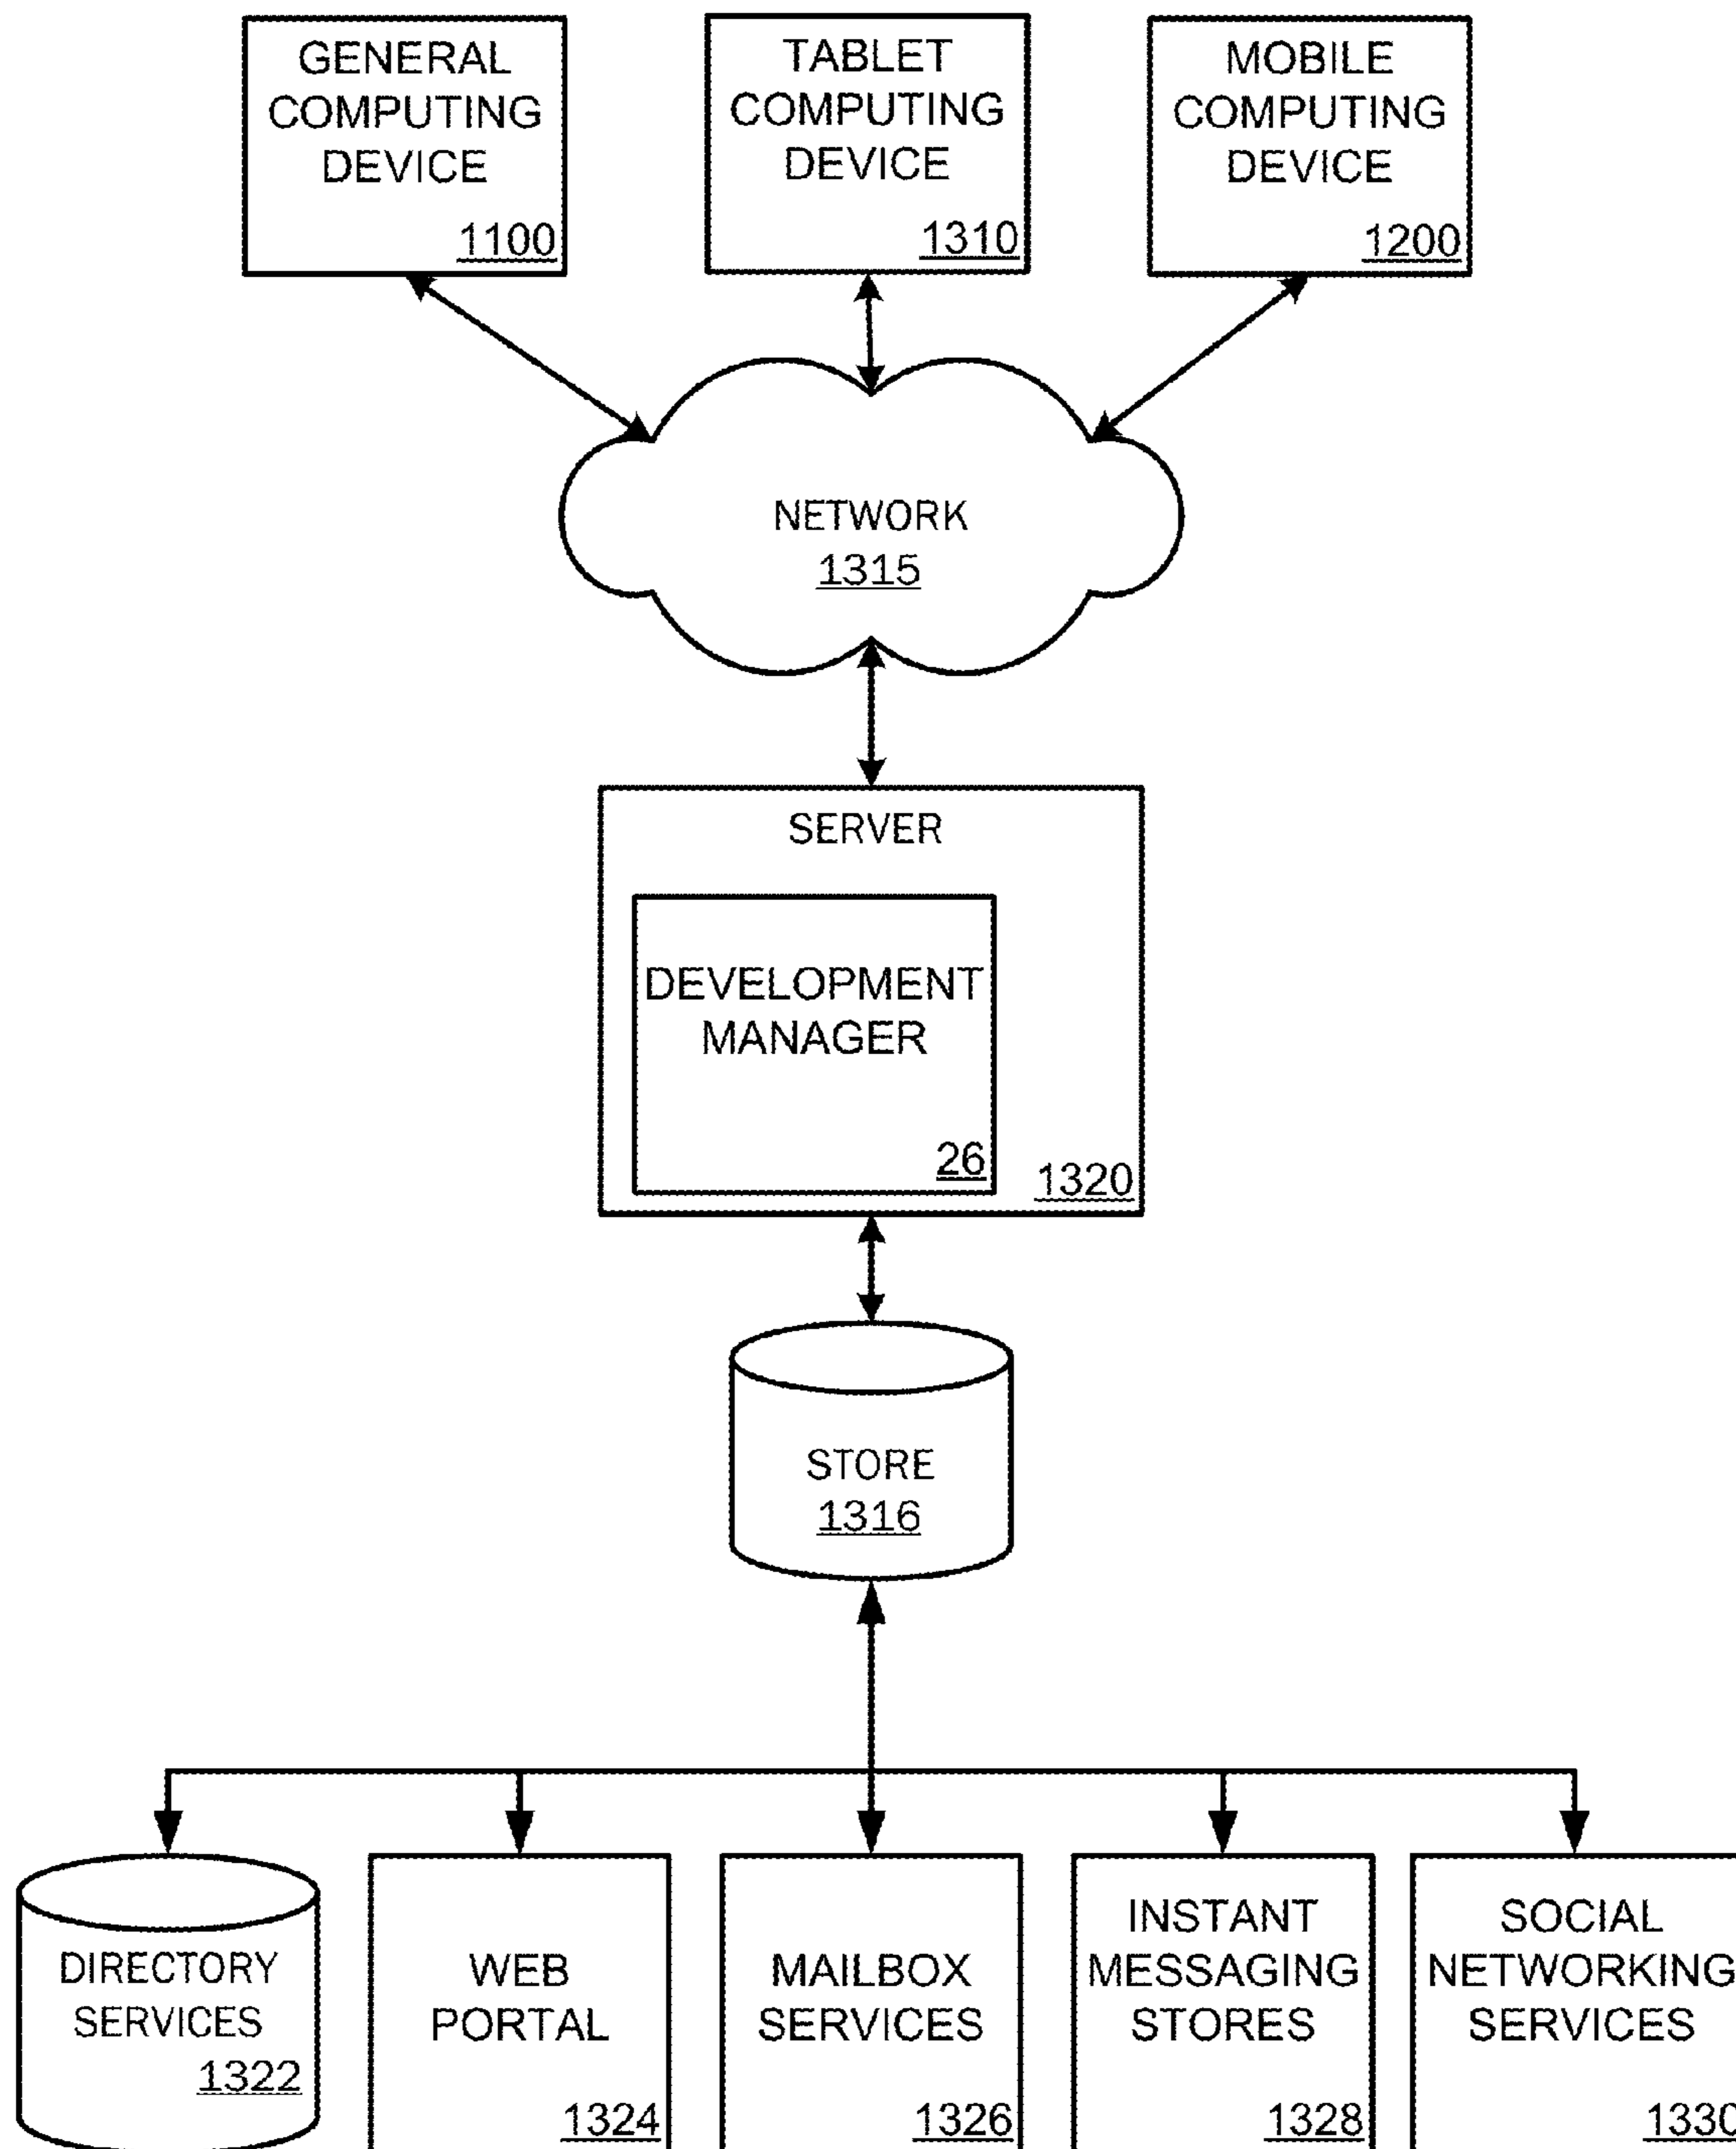 GENERAL
COMPUTING
DEVICE
1100
TABLET
COMPUTING
DEVICE
1310
MOBILE
COMPUTING
DEVICE
1200
NETWORK
1315
SERVER
DEVELOPMENT
MANAGER
26
1320
STORE
1316
DIRECTORY
SERVICES
1322
WEB
PORTAL
1324
MAILBOX
SERVICES
1326
INSTANT
MESSAGING
STORES
1328
SOCIAL
NETWORKING
SERVICES
1330